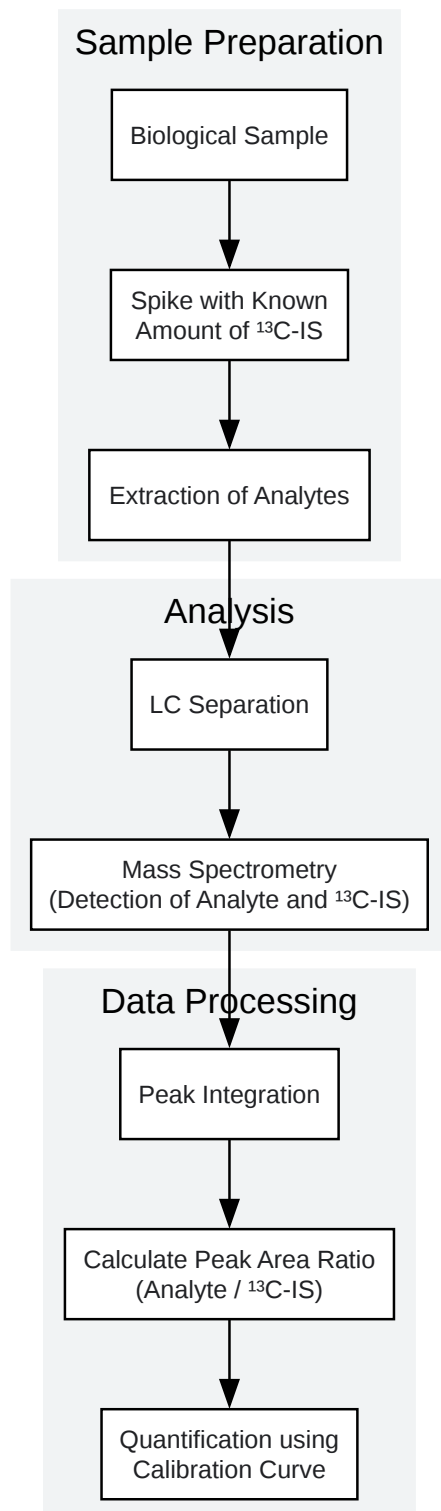 Sample Preparation
Biological Sample
Spike with Known
Amount of ¹³C-IS
Extraction of Analytes
Analysis
LC Separation
Mass Spectrometry
(Detection of Analyte and ¹³C-IS)
Data Processing
Peak Integration
Calculate Peak Area Ratio
(Analyte / ¹³C-IS)
Quantification using
Calibration Curve